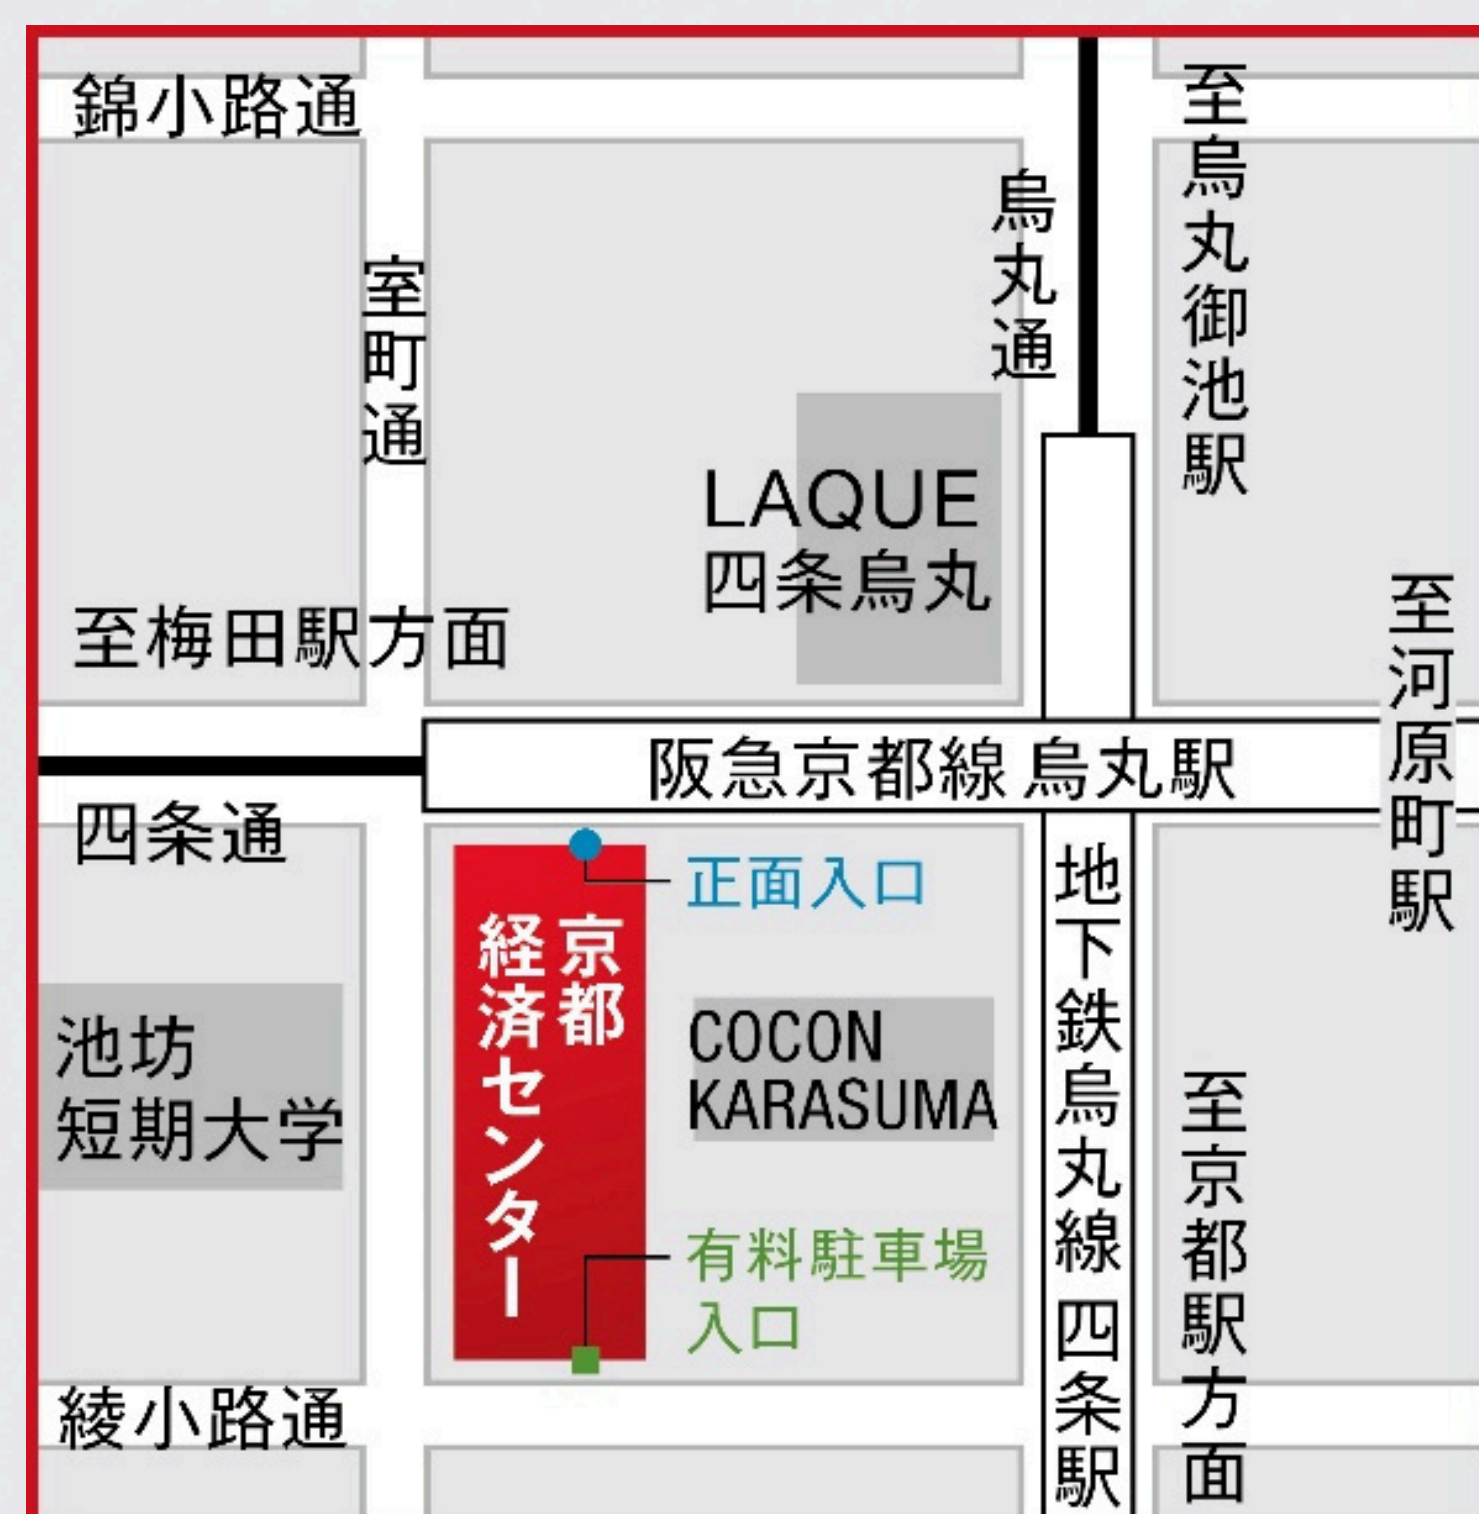 錦小路通
室町通
烏丸通
至烏丸御池駅
LAQUE
四条烏丸
至梅田駅方面
至河原町駅
阪急京都線 烏丸駅
四条通
正面入口
京都
経済センター
池坊
短期大学
COCON
KARASUMA
地下鉄烏丸線 四条駅
至京都駅方面
有料駐車場
入口
綾小路通